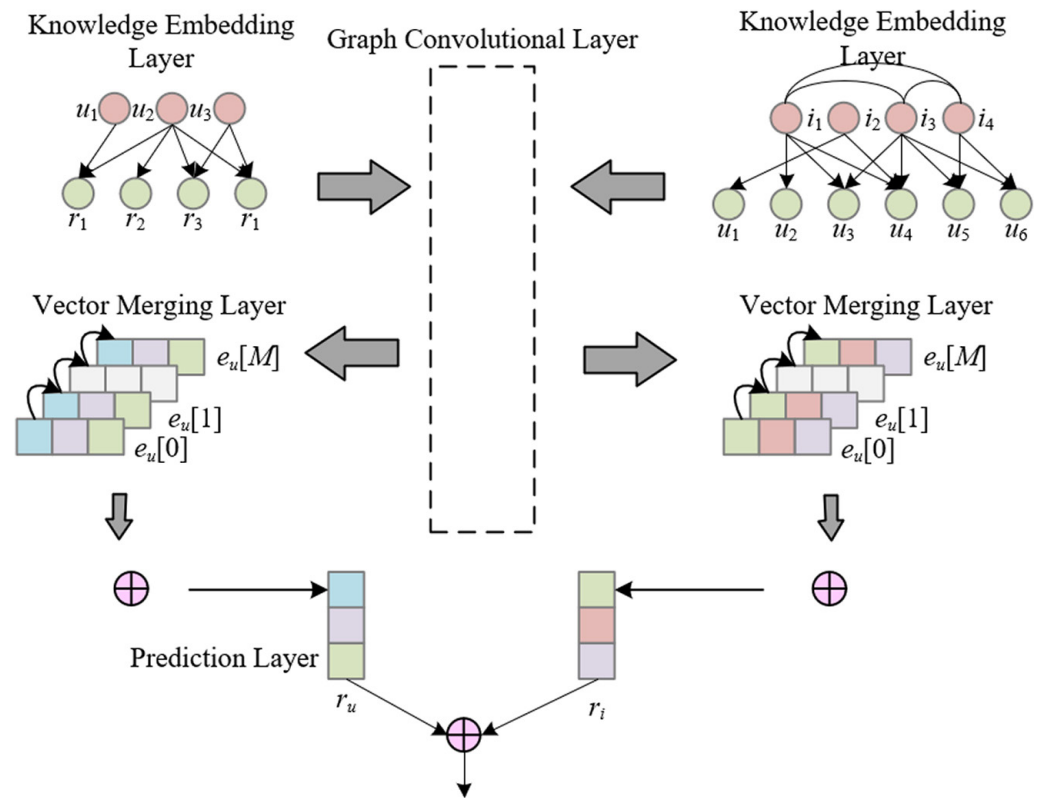 Knowledge Embedding
Layer
Graph Convolutional Layer
Knowledge Embedding
Layer
u1 u2 u3
i1 i2 i3 i4
r1 r2 r3 r1
u1 u2 u3 u4 u5 u6
Vector Merging Layer
eu[M]
eu[1]
eu[0]
Vector Merging Layer
eu[M]
eu[1]
eu[0]
Prediction Layer
ru
ri